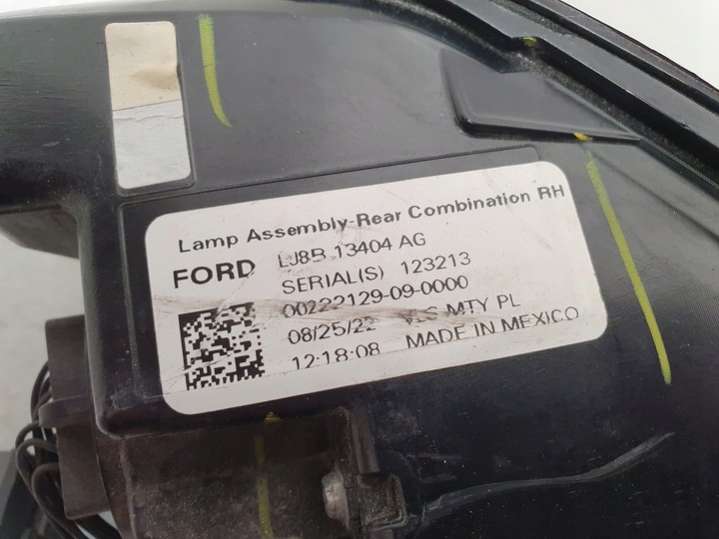 Lamp Assembly-Rear Combination RH
FORD LJ8B 13404 AG
SERIAL(S) 123213
00222129-09-0000
08/25/22 MTY PL
12:18:08 MADE IN MEXICO